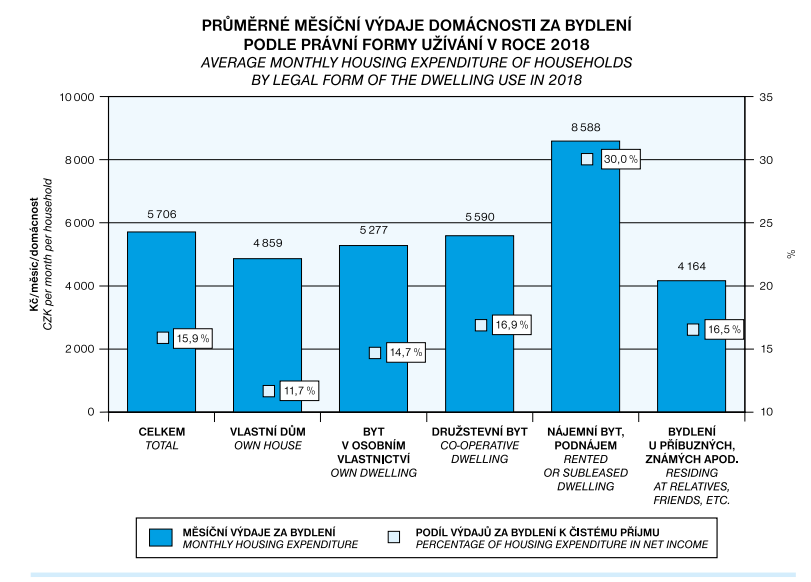 PRŮMĚRNÉ MĚSÍČNÍ VÝDAJE DOMÁCNOSTI ZA BYDLENÍ
PODLE PRÁVNÍ FORMY UŽÍVÁNÍ V ROCE 2018
AVERAGE MONTHLY HOUSING EXPENDITURE OF HOUSEHOLDS
BY LEGAL FORM OF THE DWELLING USE IN 2018
Kč/měsíc/domácnost
CZK per month per household
10 000
8 000
6 000
4 000
2 000
0
5 706
4 859
5 277
5 590
8 588
4 164
15,9 %
11,7 %
14,7 %
16,9 %
30,0 %
16,5 %
35
30
25
20
15
10
%
CELKEM
TOTAL
VLASTNÍ DŮM
OWN HOUSE
BYT
V OSOBNÍM
VLASTNICTVÍ
OWN DWELLING
DRUŽSTEVNÍ BYT
CO-OPERATIVE
DWELLING
NÁJEMNÍ BYT,
PODNÁJEM
RENTED
OR SUBLEASED
DWELLING
BYDLENÍ
U PŘÍBUZNÝCH,
ZNÁMÝCH APOD.
RESIDING
AT RELATIVES,
FRIENDS, ETC.
MĚSÍČNÍ VÝDAJE ZA BYDLENÍ
MONTHLY HOUSING EXPENDITURE
PODÍL VÝDAJŮ ZA BYDLENÍ K ČISTÉMU PŘÍJMU
PERCENTAGE OF HOUSING EXPENDITURE IN NET INCOME